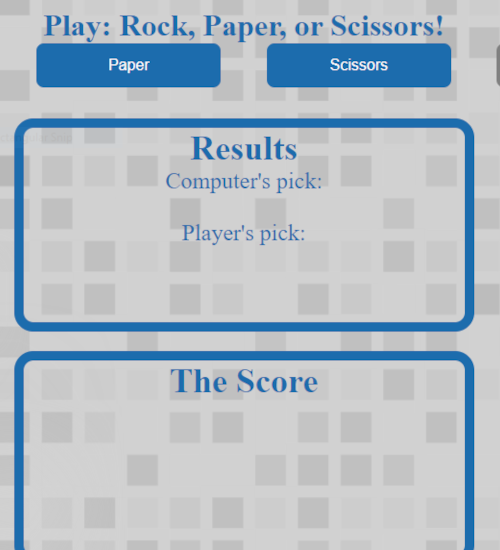 Play: Rock, Paper, or Scissors!
Paper Scissors
Results
Computer's pick:
Player's pick:
The Score